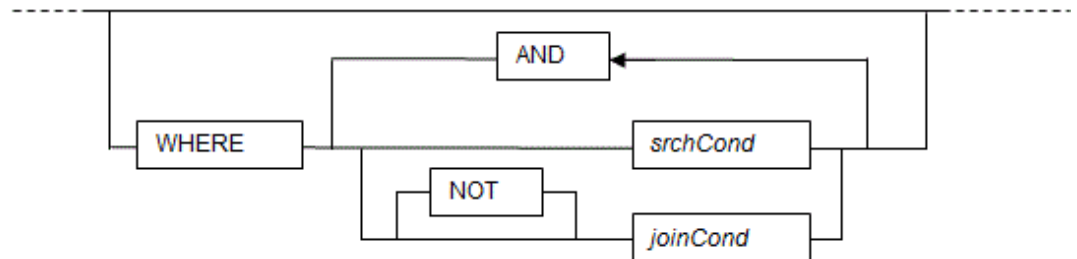 AND
WHERE
srchCond
NOT
joinCond